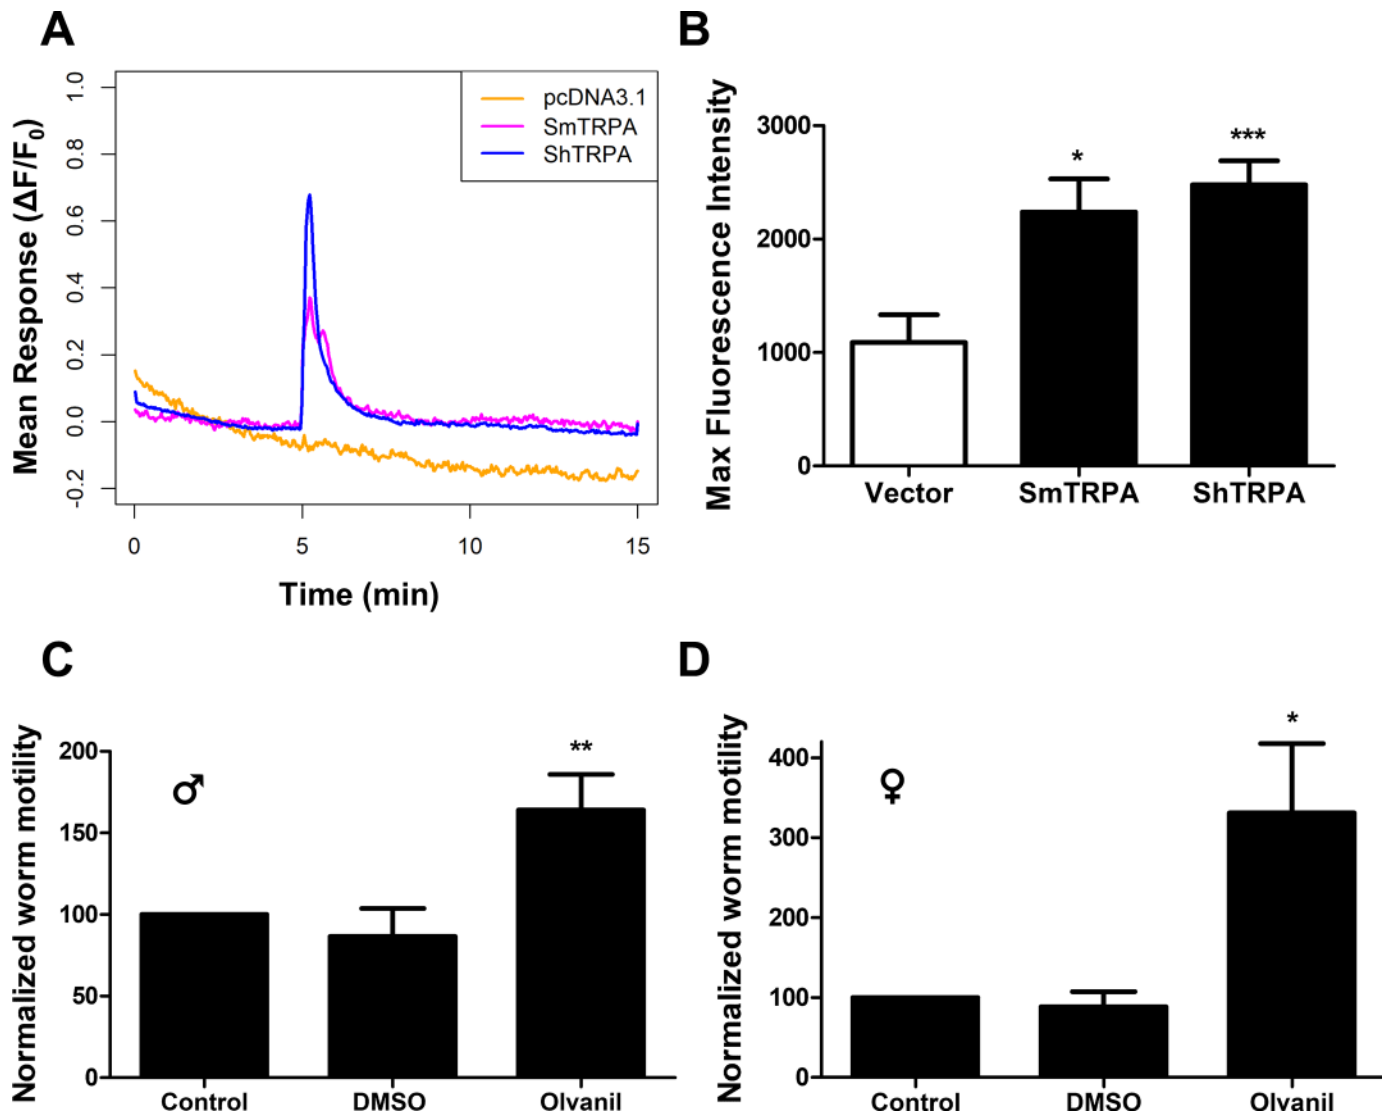 A
Mean Response (ΔF/F0)
1.0
0.8
0.6
0.4
0.2
0.0
-0.2
pcDNA3.1
SmTRPA
ShTRPA
0 5 10 15
Time (min)
B
Max Fluorescence Intensity
3000
2000
1000
0
* ***
Vector SmTRPA ShTRPA
C
Normalized worm motility
200
150
100
50
0
♂
**
Control DMSO Olvanil
D
Normalized worm motility
400
300
200
100
0
♀
*
Control DMSO Olvanil